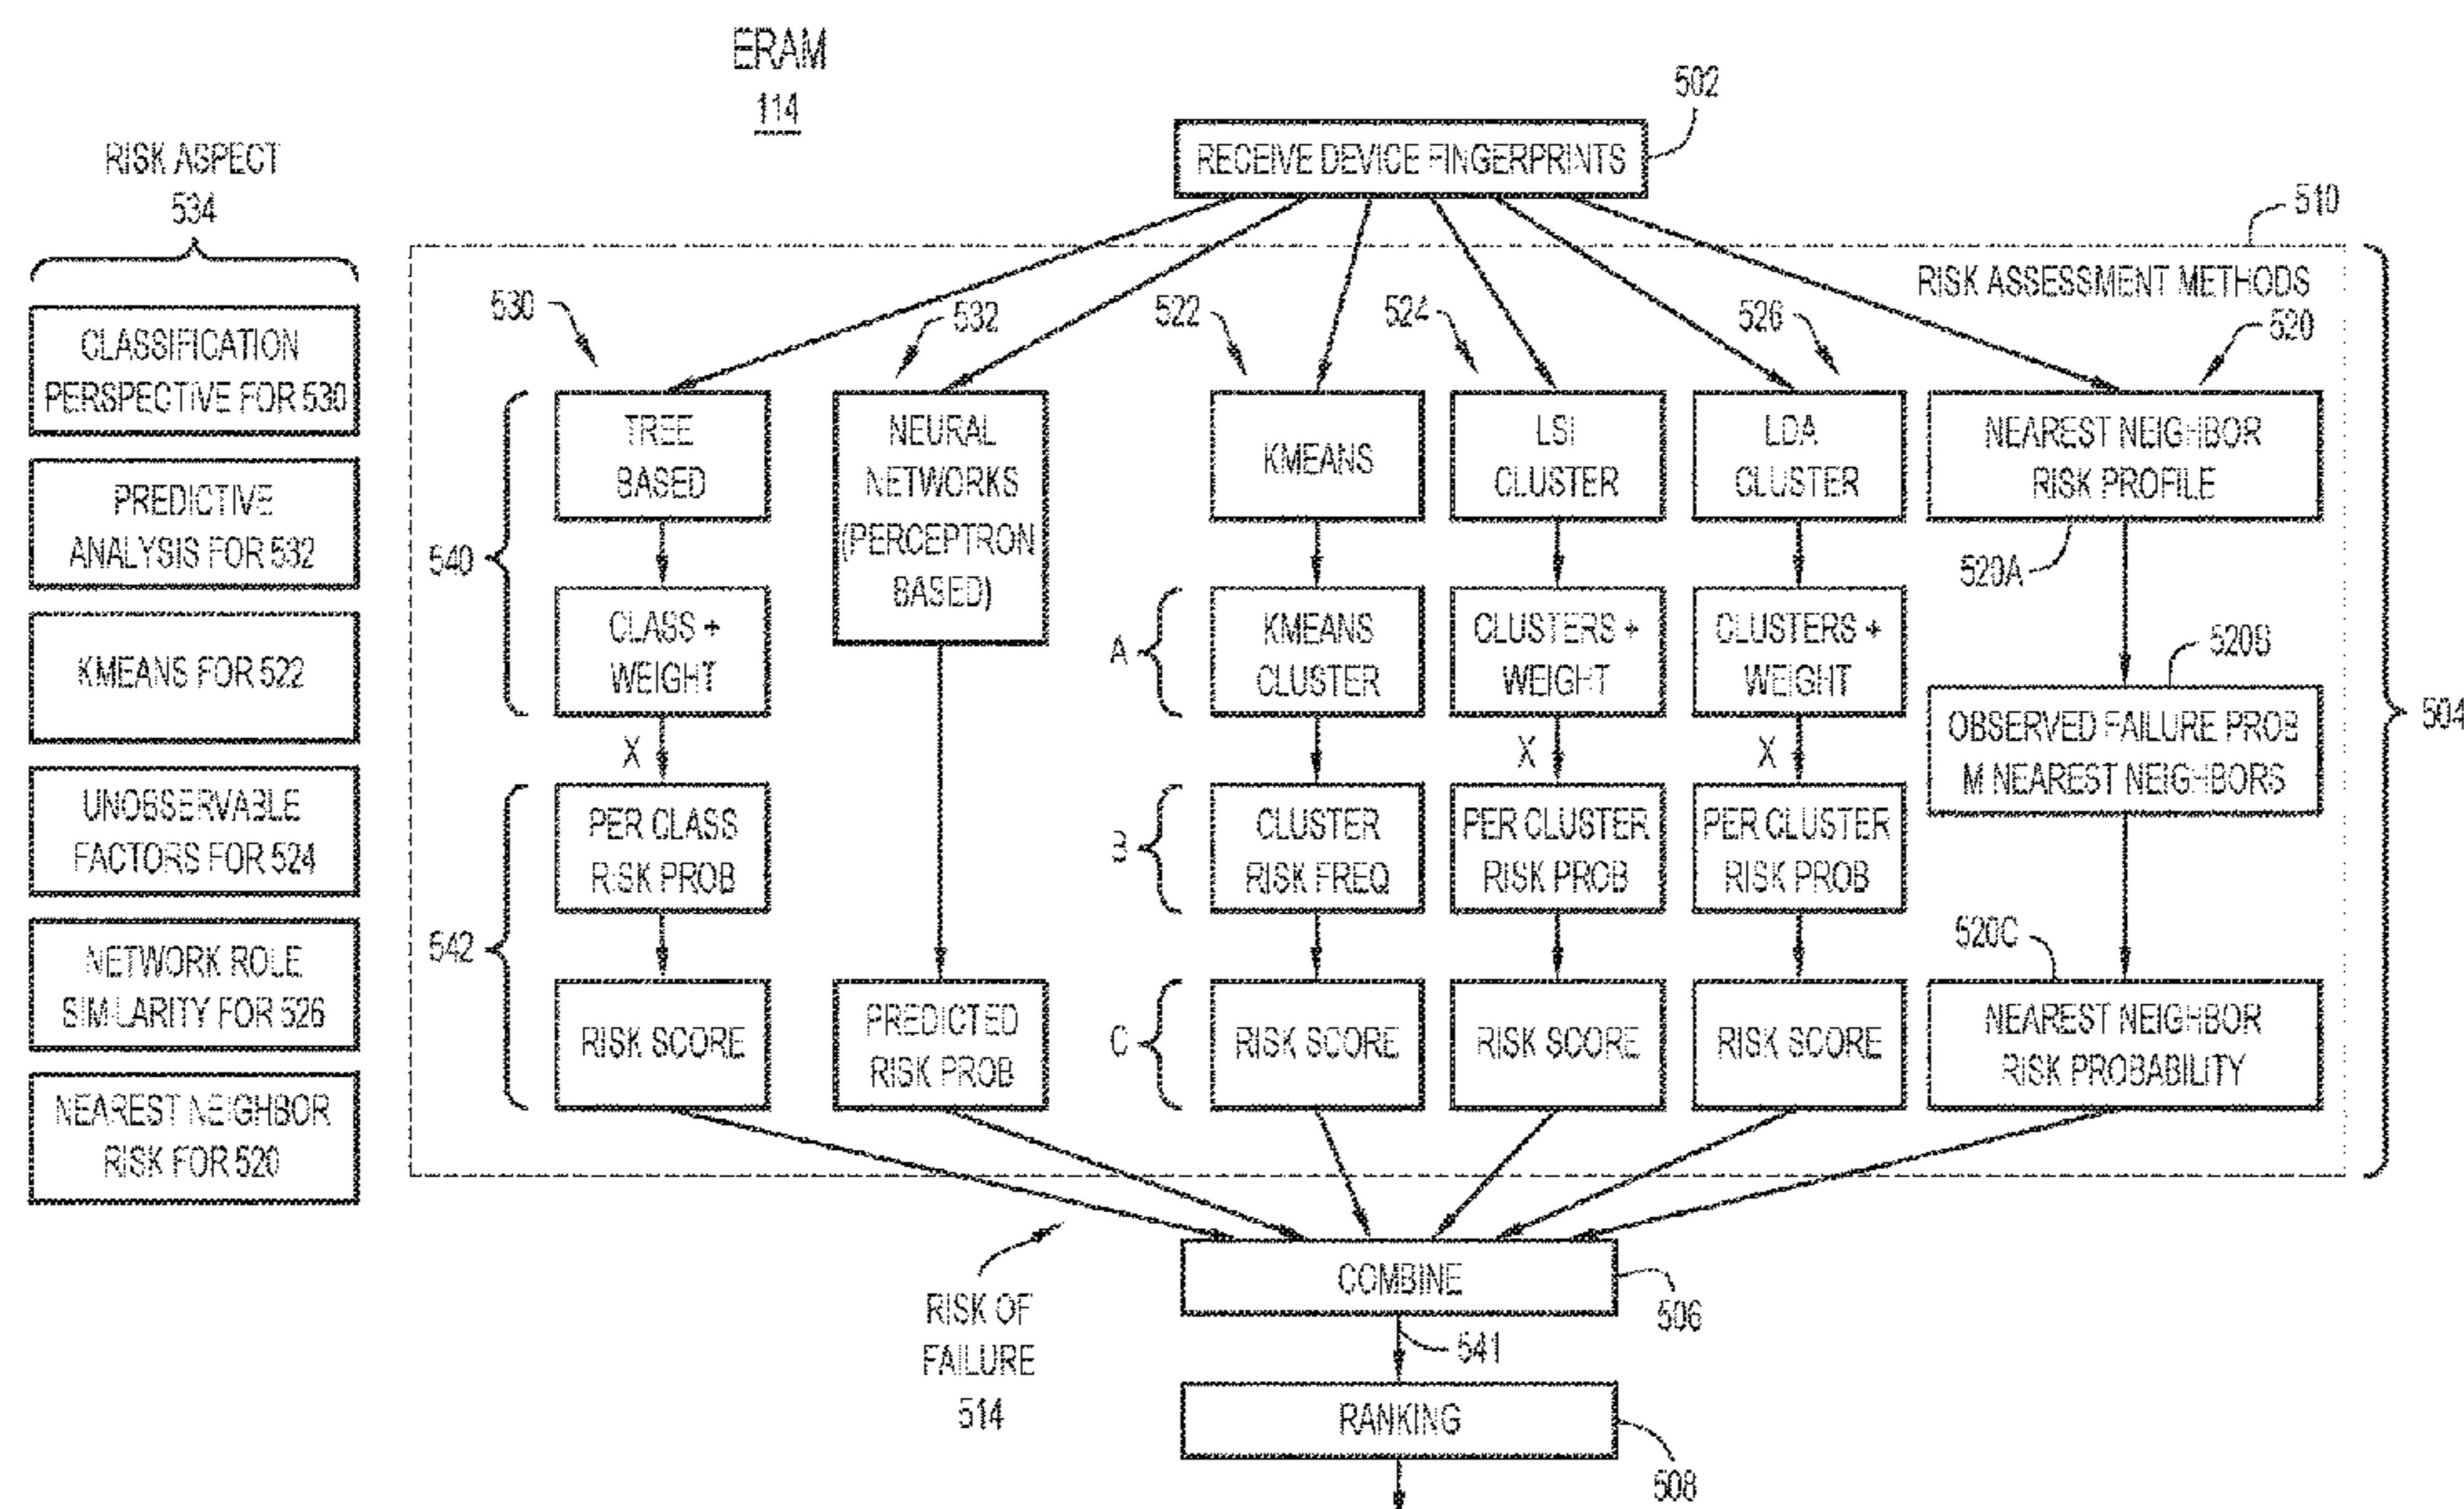 ERAM
114
502
RECEIVE DEVICE FINGERPRINTS
RISK ASPECT
534
510
RISK ASSESSMENT METHODS
CLASSIFICATION
PERSPECTIVE FOR 530
PREDICTIVE
ANALYSIS FOR 532
KMEANS FOR 522
UNOBSERVABLE
FACTORS FOR 524
NETWORK ROLE
SIMILARITY FOR 526
NEAREST NEIGHBOR
RISK FOR 520
530
532
522
524
526
520
540
TREE
BASED
CLASS +
WEIGHT
X
542
PER CLASS
RISK PROB
RISK SCORE
NEURAL
NETWORKS
(PERCEPTRON
BASED)
PREDICTED
RISK PROB
KMEANS
A
KMEANS
CLUSTER
B
CLUSTER
RISK FREQ
C
RISK SCORE
LSI
CLUSTER
CLUSTERS +
WEIGHT
X
PER CLUSTER
RISK PROB
RISK SCORE
LDA
CLUSTER
CLUSTERS +
WEIGHT
X
PER CLUSTER
RISK PROB
RISK SCORE
NEAREST NEIGHBOR
RISK PROFILE
520A
520B
OBSERVED FAILURE PROB
M NEAREST NEIGHBORS
520C
NEAREST NEIGHBOR
RISK PROBABILITY
504
RISK OF
FAILURE
514
COMBINE
506
541
RANKING
508